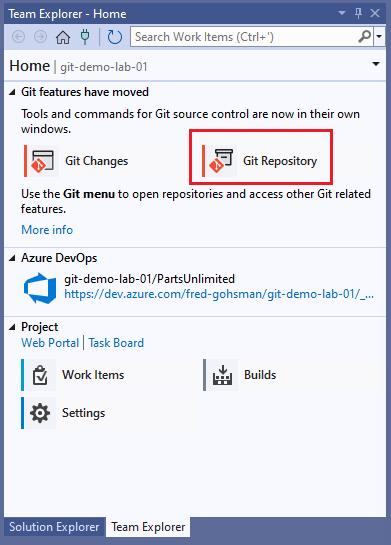 Team Explorer - Home
Search Work Items (Ctrl+')
Home | git-demo-lab-01
Git features have moved
Tools and commands for Git source control are now in their own
windows.
Git Changes
Git Repository
Use the Git menu to open repositories and access other Git related
features.
More info
Azure DevOps
git-demo-lab-01/PartsUnlimited
https://dev.azure.com/fred-gohsman/git-demo-lab-01/_...
Project
Web Portal | Task Board
Work Items
Builds
Settings
Solution Explorer
Team Explorer